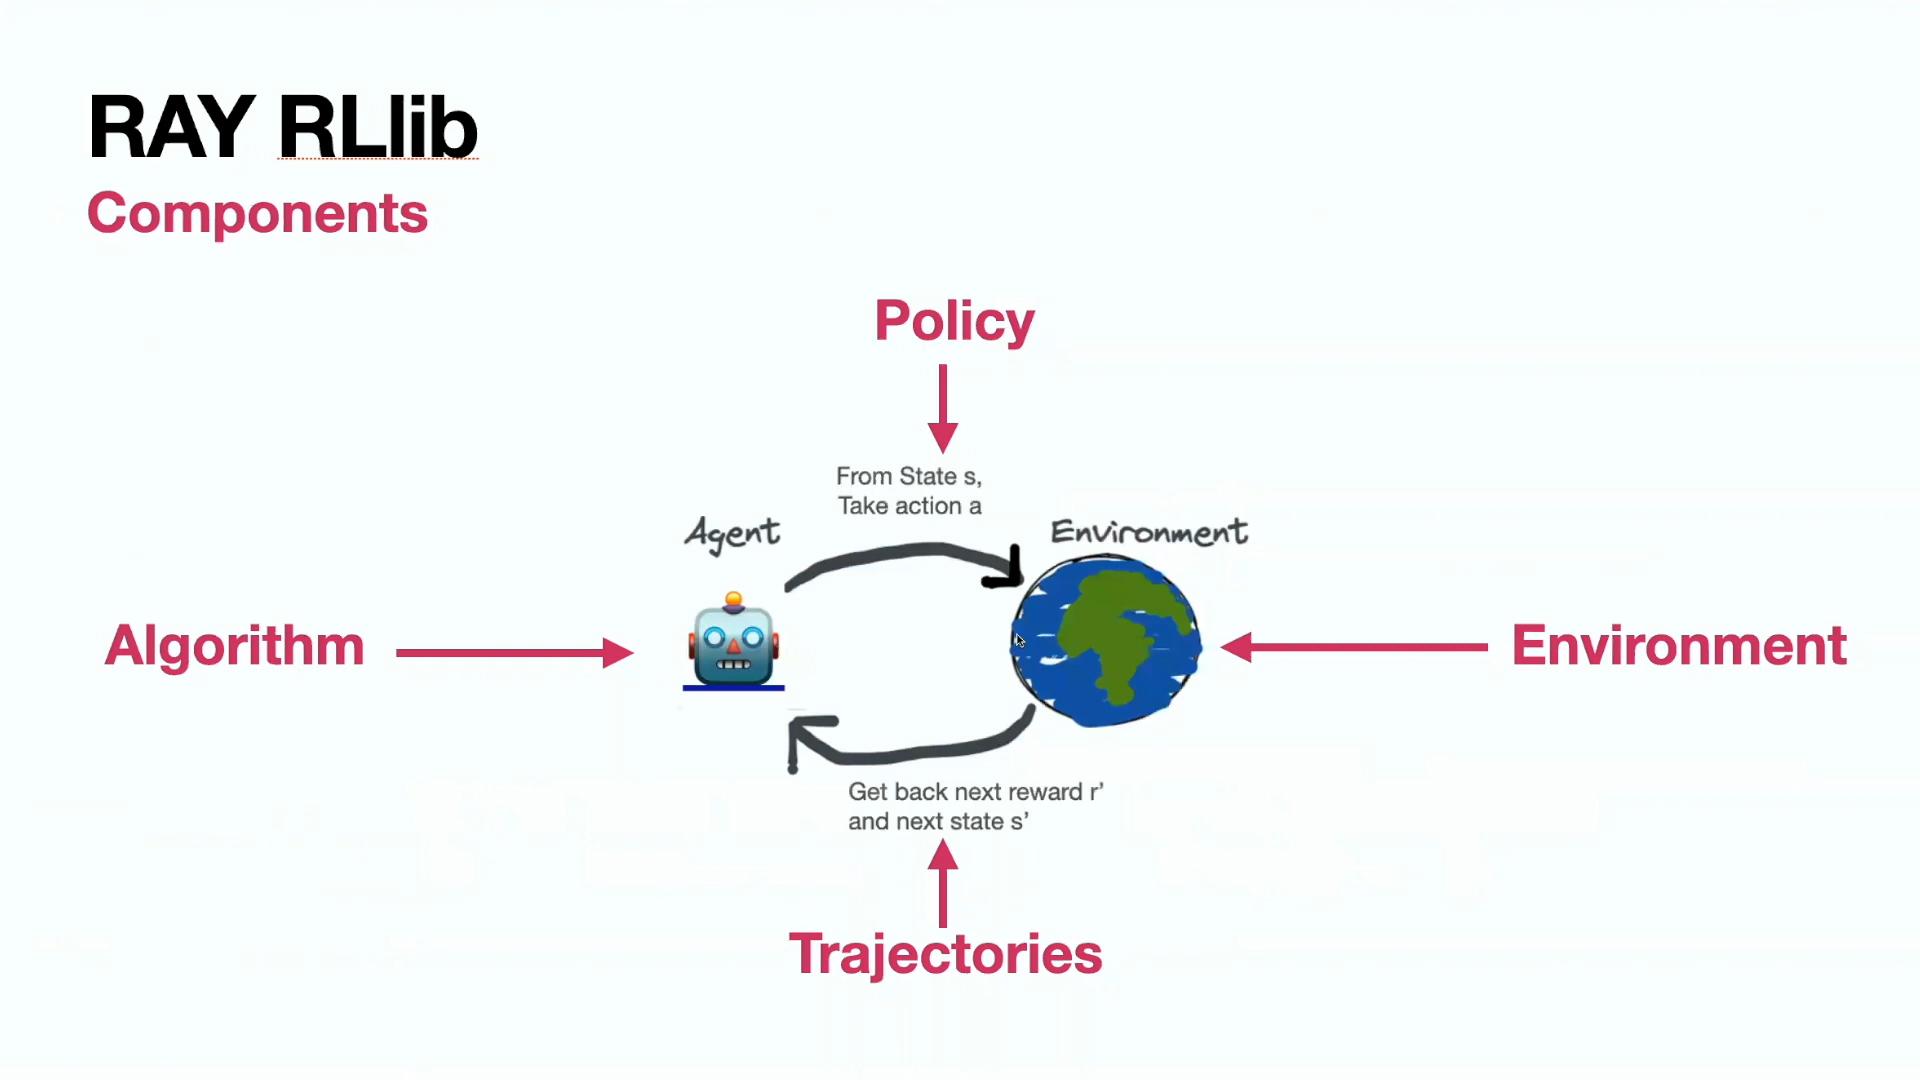 RAY RLlib
Components
Policy
From State s,
Take action a
Agent
Environment
Algorithm
Environment
Get back next reward r’
and next state s’
Trajectories